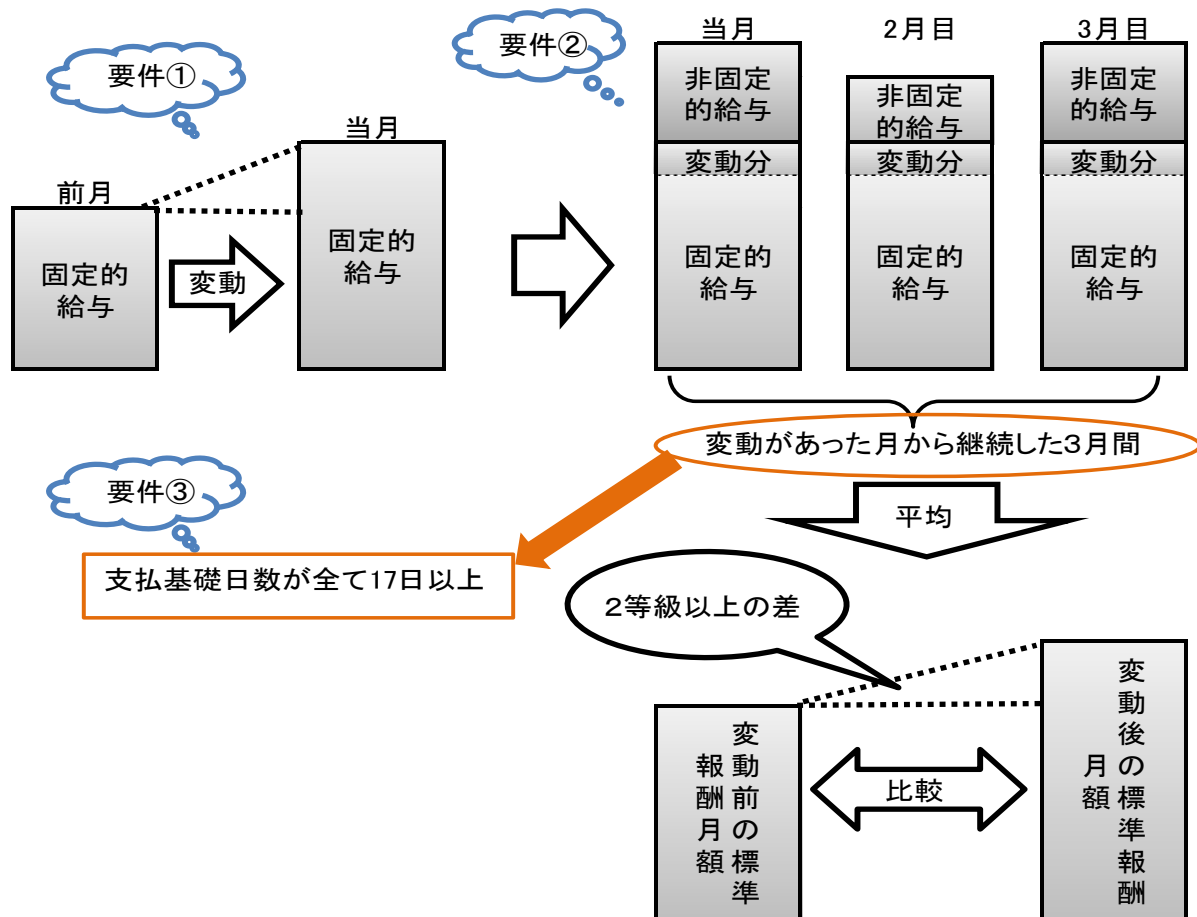 要件①
前月
固定的
給与
変動
当月
固定的
給与
要件②
当月
非固定
的給与
変動分
固定的
給与
2月目
非固定
的給与
変動分
固定的
給与
3月目
非固定
的給与
変動分
固定的
給与
変動があった月から継続した3月間
要件③
支払基礎日数が全て17日以上
平均
２等級以上の差
変動前の標準
報酬月額
比較
変動後の標準報酬
月額